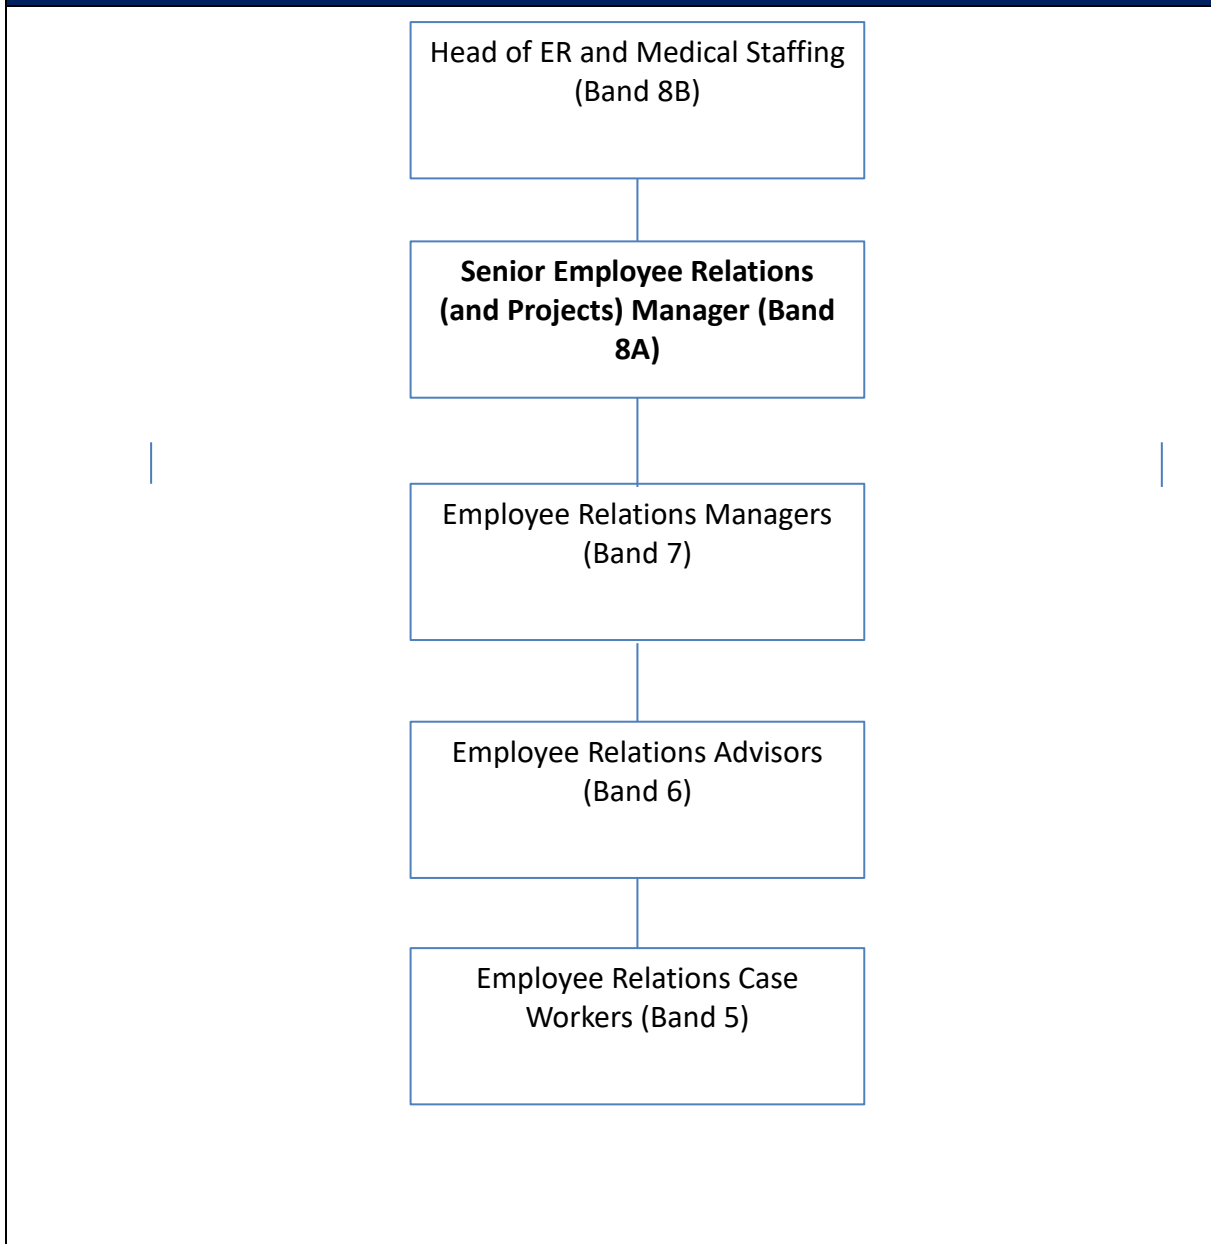 Head of ER and Medical Staffing
(Band 8B)
Senior Employee Relations
(and Projects) Manager (Band
8A)
Employee Relations Managers
(Band 7)
Employee Relations Advisors
(Band 6)
Employee Relations Case
Workers (Band 5)